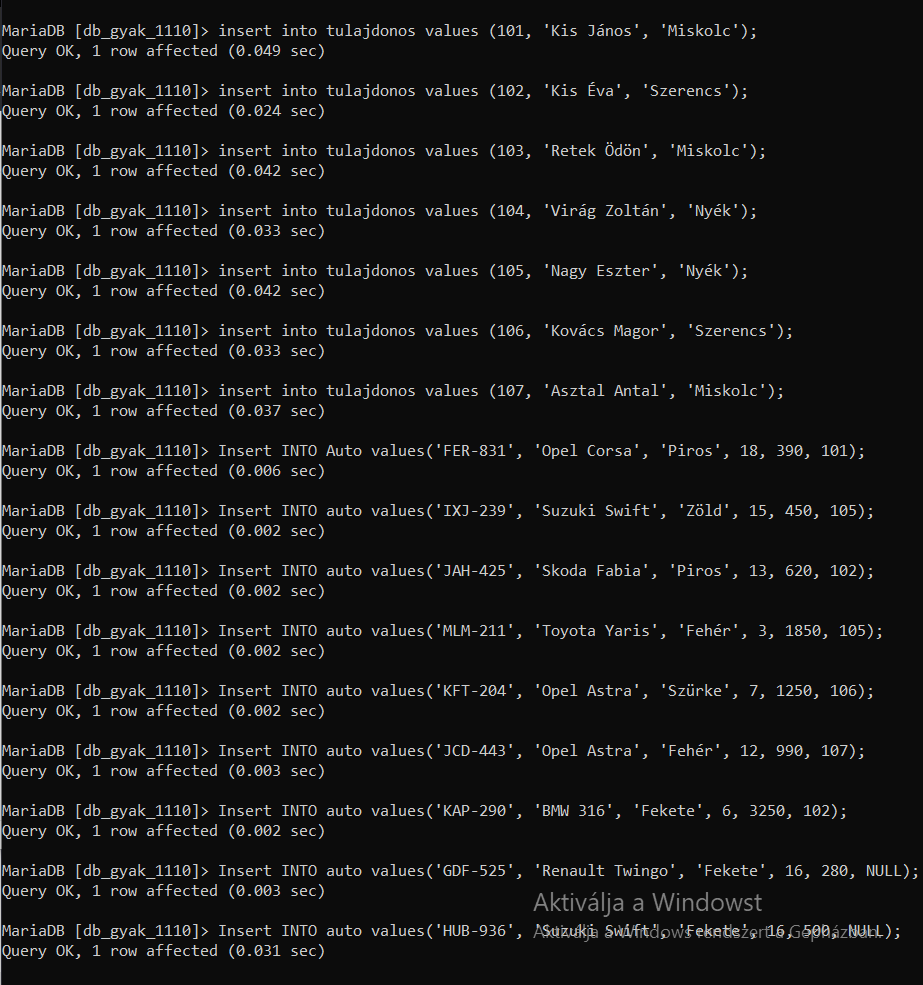 MariaDB [db_gyak_1110]> insert into tulajdonos values (101, 'Kis János', 'Miskolc');
Query OK, 1 row affected (0.049 sec)
MariaDB [db_gyak_1110]> insert into tulajdonos values (102, 'Kis Éva', 'Szerencs');
Query OK, 1 row affected (0.024 sec)
MariaDB [db_gyak_1110]> insert into tulajdonos values (103, 'Retek Ödön', 'Miskolc');
Query OK, 1 row affected (0.042 sec)
MariaDB [db_gyak_1110]> insert into tulajdonos values (104, 'Virág Zoltán', 'Nyék');
Query OK, 1 row affected (0.033 sec)
MariaDB [db_gyak_1110]> insert into tulajdonos values (105, 'Nagy Eszter', 'Nyék');
Query OK, 1 row affected (0.042 sec)
MariaDB [db_gyak_1110]> insert into tulajdonos values (106, 'Kovács Magor', 'Szerencs');
Query OK, 1 row affected (0.033 sec)
MariaDB [db_gyak_1110]> insert into tulajdonos values (107, 'Asztal Antal', 'Miskolc');
Query OK, 1 row affected (0.037 sec)
MariaDB [db_gyak_1110]> Insert INTO Auto values('FER-831', 'Opel Corsa', 'Piros', 18, 390, 101);
Query OK, 1 row affected (0.006 sec)
MariaDB [db_gyak_1110]> Insert INTO auto values('IXJ-239', 'Suzuki Swift', 'Zöld', 15, 450, 105);
Query OK, 1 row affected (0.002 sec)
MariaDB [db_gyak_1110]> Insert INTO auto values('JAH-425', 'Skoda Fabia', 'Piros', 13, 620, 102);
Query OK, 1 row affected (0.002 sec)
MariaDB [db_gyak_1110]> Insert INTO auto values('MLM-211', 'Toyota Yaris', 'Fehér', 3, 1850, 105);
Query OK, 1 row affected (0.002 sec)
MariaDB [db_gyak_1110]> Insert INTO auto values('KFT-204', 'Opel Astra', 'Szürke', 7, 1250, 106);
Query OK, 1 row affected (0.002 sec)
MariaDB [db_gyak_1110]> Insert INTO auto values('JCD-443', 'Opel Astra', 'Fehér', 12, 990, 107);
Query OK, 1 row affected (0.003 sec)
MariaDB [db_gyak_1110]> Insert INTO auto values('KAP-290', 'BMW 316', 'Fekete', 6, 3250, 102);
Query OK, 1 row affected (0.002 sec)
MariaDB [db_gyak_1110]> Insert INTO auto values('GDF-525', 'Renault Twingo', 'Fekete', 16, 280, NULL);
Query OK, 1 row affected (0.003 sec)
Aktiválja a Windowst
MariaDB [db_gyak_1110]> Insert INTO auto values('HUB-936', 'Suzuki Swift', 'Fekete', 16, 500, NULL);
Aktiválja a Windows rendszert a Gépházban.
Query OK, 1 row affected (0.031 sec)